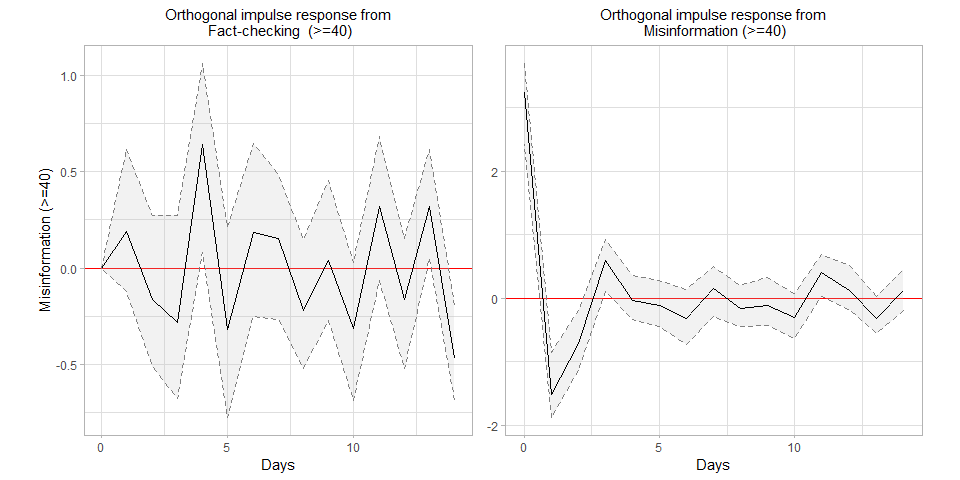 Orthogonal impulse response from
Fact-checking (>=40)
Misinformation (>=40)
1.0
0.5
0.0
-0.5
0
5
10
Days
Orthogonal impulse response from
Misinformation (>=40)
2
0
-2
0
5
10
Days